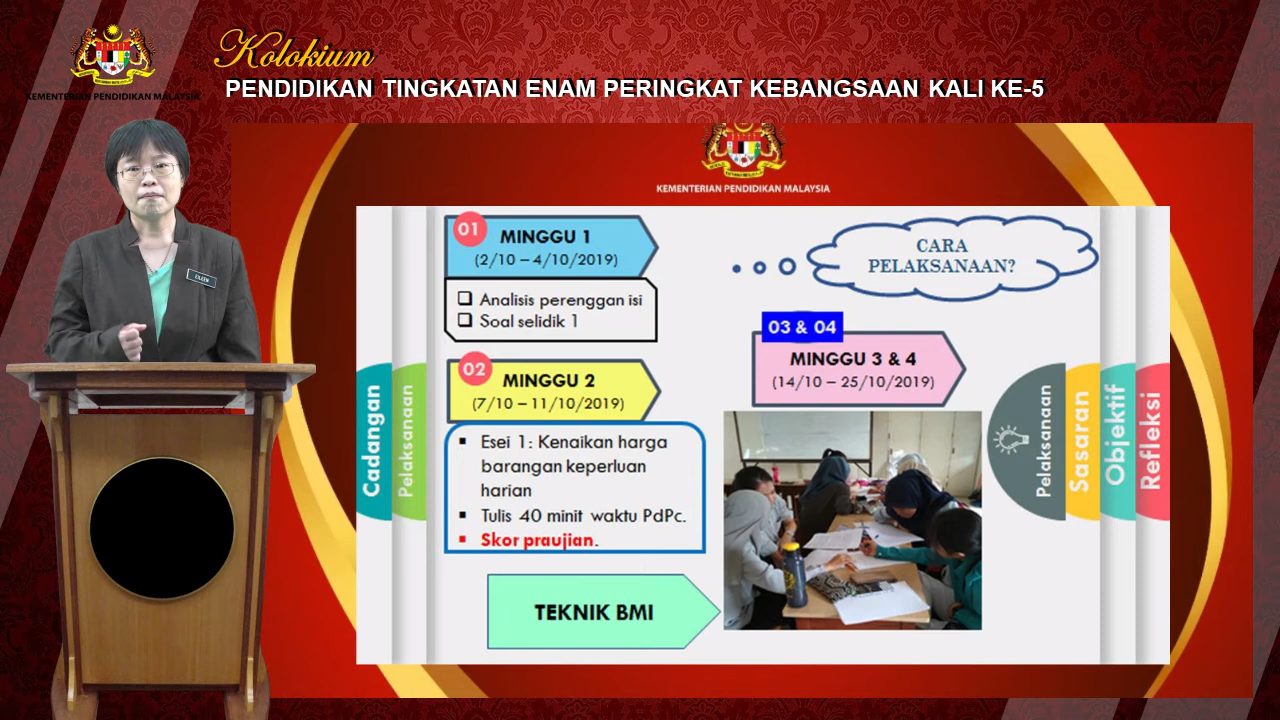 Kolokium
PENDIDIKAN TINGKATAN ENAM PERINGKAT KEBANGSAAN KALI KE-5
KEMENTERIAN PENDIDIKAN MALAYSIA
KEMENTERIAN PENDIDIKAN MALAYSIA
EILEEN
01
MINGGU 1
(2/10 – 4/10/2019)
❑ Analisis perenggan isi
❑ Soal selidik 1
02
MINGGU 2
(7/10 – 11/10/2019)
▪ Esei 1: Kenaikan harga
barangan keperluan
harian
▪ Tulis 40 minit waktu PdPc.
▪ Skor praujian.
TEKNIK BMI
CARA
PELAKSANAAN?
03 & 04
MINGGU 3 & 4
(14/10 – 25/10/2019)
Cadangan
Pelaksanaan
Pelaksanaan
Sasaran
Objektif
Refleksi